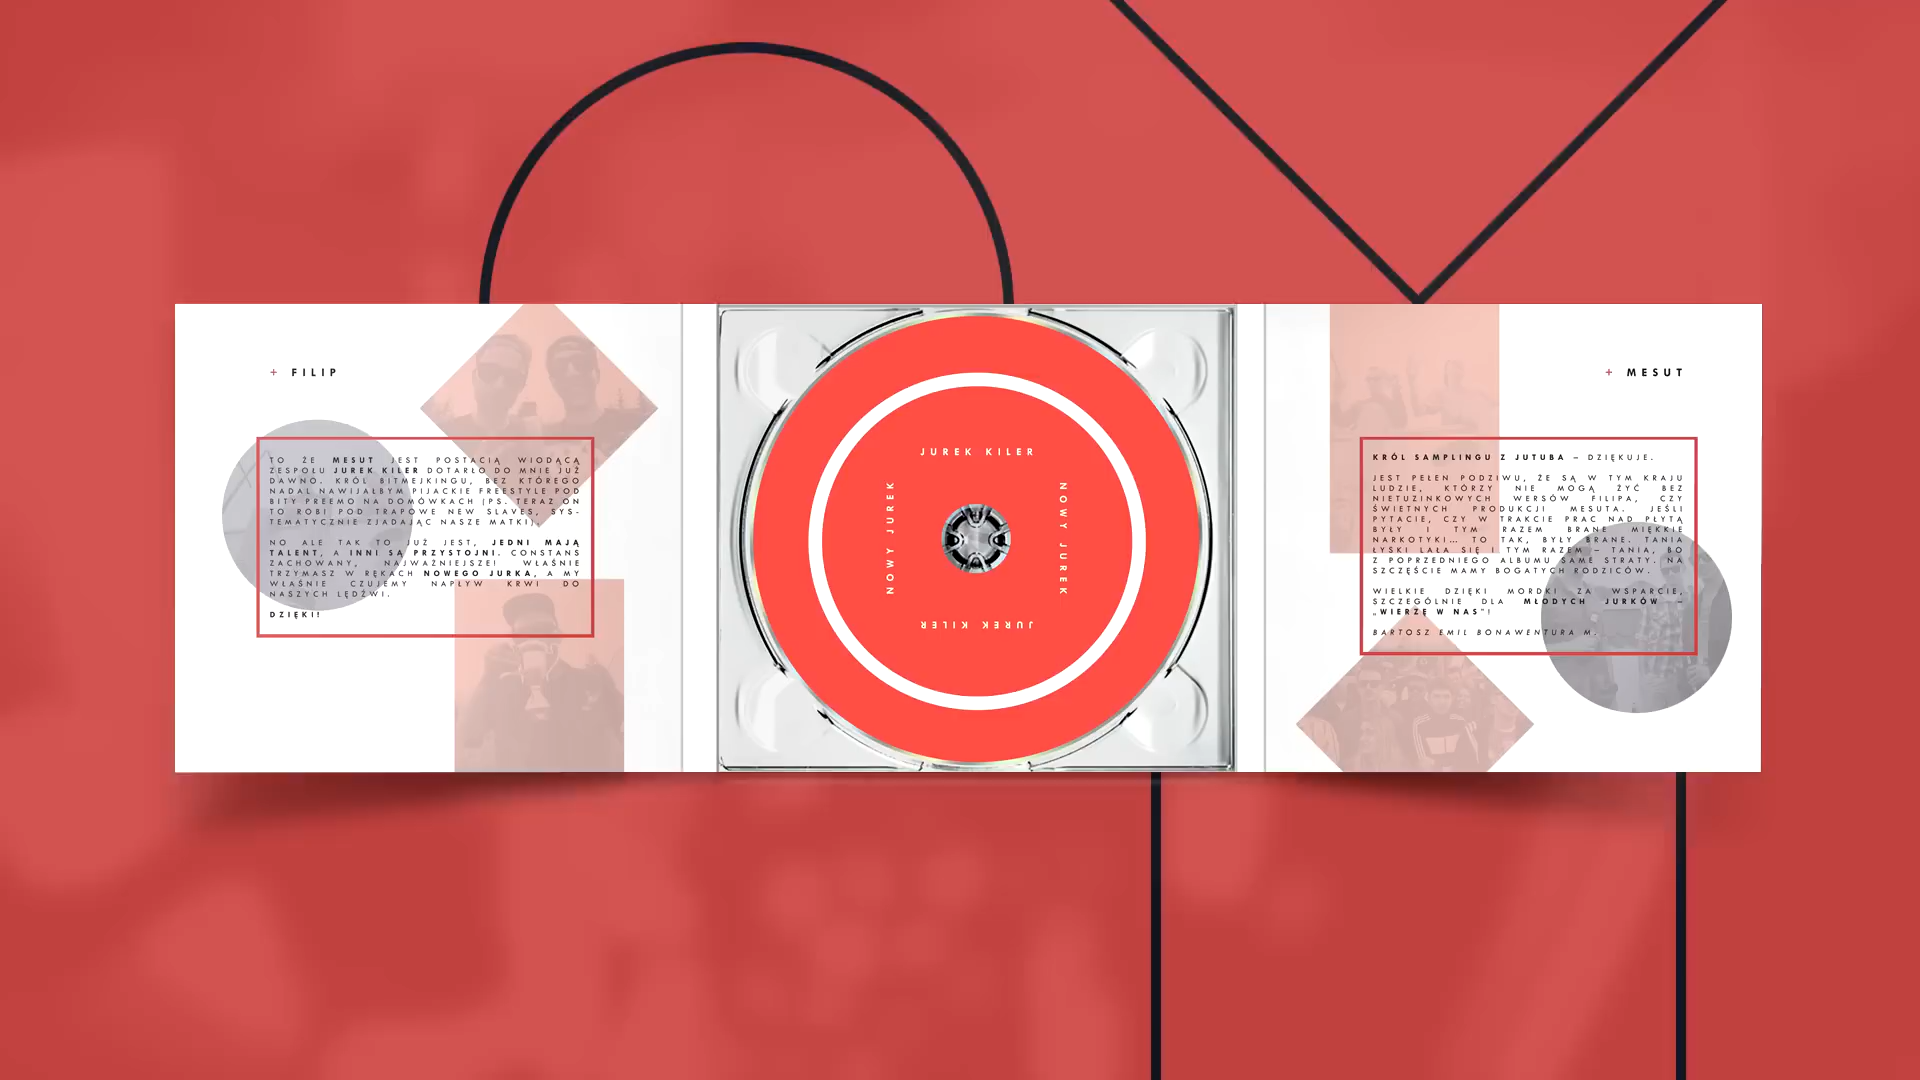 + FILIP
TO ŻE MESUT JEST POSTACIĄ WIODĄCĄ
ZESPOŁU JUREK KILER DOTARŁO DO MNIE JUŻ
DAWNO. KRÓL BITMEJKINGU, BEZ KTÓREGO
NADAL NAWIJAŁBYM PIJACKIE FREESTYLE POD
BITY PREEMO NA DOMÓWKACH (PS. TERAZ ON
TO ROBI POD TRAPOWE NEW SLAVES, SYS-
TEMATYCZNIE ZJADAJĄC NASZE MATKI).
NO ALE TAK TO JUŻ JEST, JEDNI MAJĄ
TALENT, A INNI SĄ PRZYSTOJNI. CONSTANS
ZACHOWANY, NAJWAŻNIEJSZE! WŁAŚNIE
TRZYMASZ W RĘKACH NOWEGO JURKA, A MY
WŁAŚNIE CZUJEMY NAPŁYW KRWI DO
NASZYCH LĘDŹWI.
DZIĘKI!
JUREK KILER
NOWY JUREK
NOWY JUREK
JUREK KILER
+ MESUT
KRÓL SAMPLINGU Z JUTUBA – DZIĘKUJE.
JEST PEŁEN PODZIWU, ŻE SĄ W TYM KRAJU
LUDZIE, KTÓRZY NIE MOGĄ ŻYĆ BEZ
NIETUZINKOWYCH WERSÓW FILIPA, CZY
ŚWIETNYCH PRODUKCJI MESUTA. JEŚLI
PYTACIE, CZY W TRAKCIE PRAC NAD PŁYTĄ
BYŁY I TYM RAZEM BRANE MIĘKKIE
NARKOTYKI... TO TAK, BYŁY BRANE. TANIA
ŁYSKI LAŁA SIĘ I TYM RAZEM – TANIA, BO
Z POPRZEDNIEGO ALBUMU SAME STRATY. NA
SZCZĘŚCIE MAMY BOGATYCH RODZICÓW.
WIELKIE DZIĘKI MORDKI ZA WSPARCIE,
SZCZEGÓLNIE DLA MŁODYCH JURKÓW –
„WIERZĘ W NAS"!
BARTOSZ EMIL BONAWENTURA M.